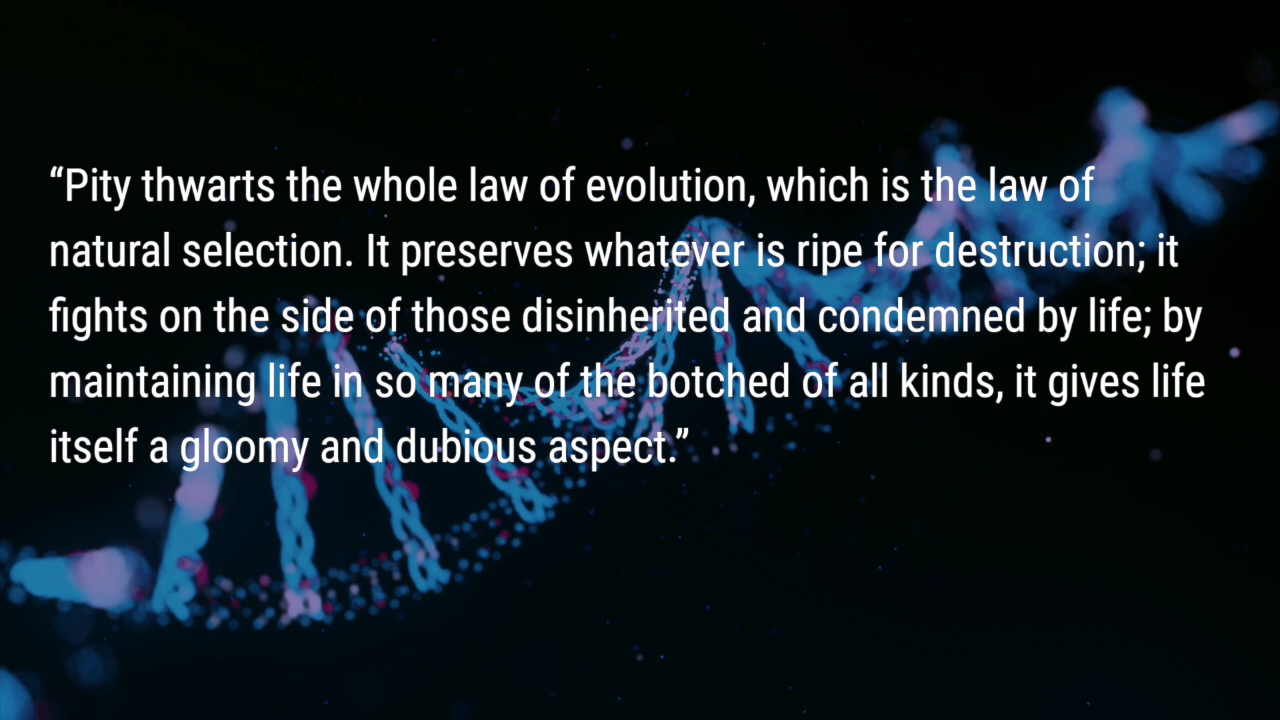 “Pity thwarts the whole law of evolution, which is the law of
natural selection. It preserves whatever is ripe for destruction; it
fights on the side of those disinherited and condemned by life; by
maintaining life in so many of the botched of all kinds, it gives life
itself a gloomy and dubious aspect.”